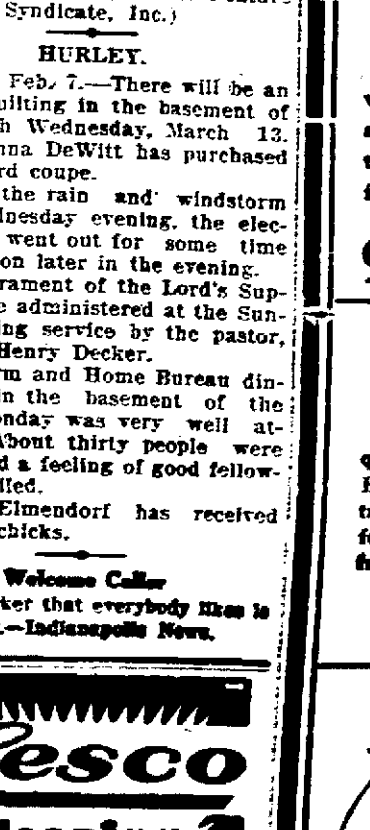 Syndicate, Inc.)
HURLEY.
Feb. 7.—There will be an
uilting in the basement of
h Wednesday, March 13.
nna DeWitt has purchased
rd coupe.
the rain and windstorm
nesday evening, the elec-
went out for some time
on later in the evening.
rament of the Lord's Sup-
e administered at the Sun-
ing service by the pastor,
Henry Decker.
rm and Home Bureau din-
in the basement of the
onday was very well at-
About thirty people were
d a feeling of good fellow-
lled.
Elmendorf has received
chicks.
Welcome Caller
ker that everybody likes is
.—Indianapolis News.
esco